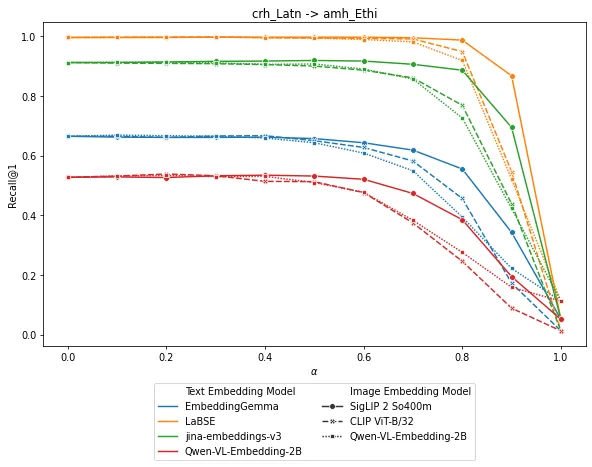 crh_Latn -> amh_Ethi
Recall@1
1.0
0.8
0.6
0.4
0.2
0.0
0.0 0.2 0.4 0.6 0.8 1.0
α
Text Embedding Model
EmbeddingGemma
LaBSE
jina-embeddings-v3
Qwen-VL-Embedding-2B
Image Embedding Model
SigLIP 2 So400m
CLIP ViT-B/32
Qwen-VL-Embedding-2B